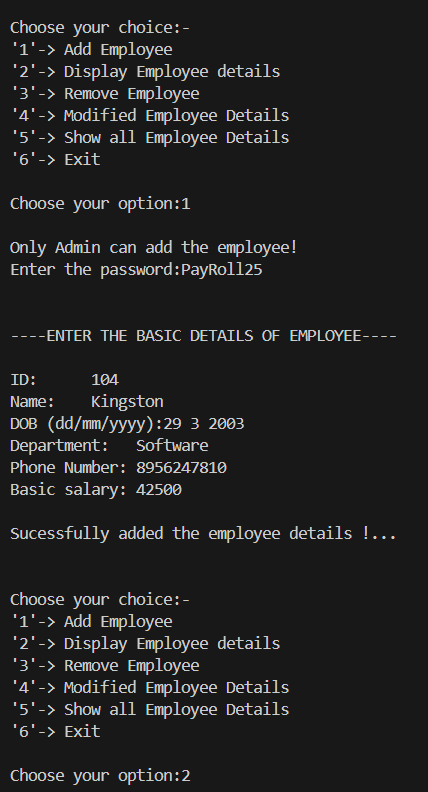 Choose your choice:-
'1'-> Add Employee
'2'-> Display Employee details
'3'-> Remove Employee
'4'-> Modified Employee Details
'5'-> Show all Employee Details
'6'-> Exit
Choose your option:1
Only Admin can add the employee!
Enter the password:PayRoll25
----ENTER THE BASIC DETAILS OF EMPLOYEE----
ID:      104
Name:    Kingston
DOB (dd/mm/yyyy):29 3 2003
Department:   Software
Phone Number: 8956247810
Basic salary: 42500
Sucessfully added the employee details !...
Choose your choice:-
'1'-> Add Employee
'2'-> Display Employee details
'3'-> Remove Employee
'4'-> Modified Employee Details
'5'-> Show all Employee Details
'6'-> Exit
Choose your option:2